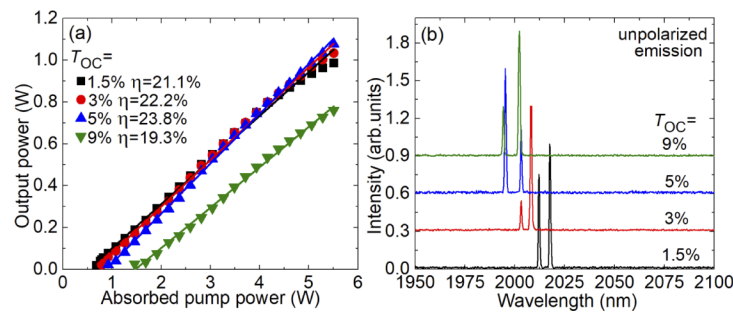 (a)
T_OC=
1.5% η=21.1%
3% η=22.2%
5% η=23.8%
9% η=19.3%
1.2
1.0
0.8
0.6
0.4
0.2
0.0
0 1 2 3 4 5 6
Output power (W)
Absorbed pump power (W)
(b)
unpolarized
emission
T_OC=
9%
5%
3%
1.5%
1.8
1.5
1.2
0.9
0.6
0.3
0.0
1950 1975 2000 2025 2050 2075 2100
Intensity (arb.units)
Wavelength (nm)